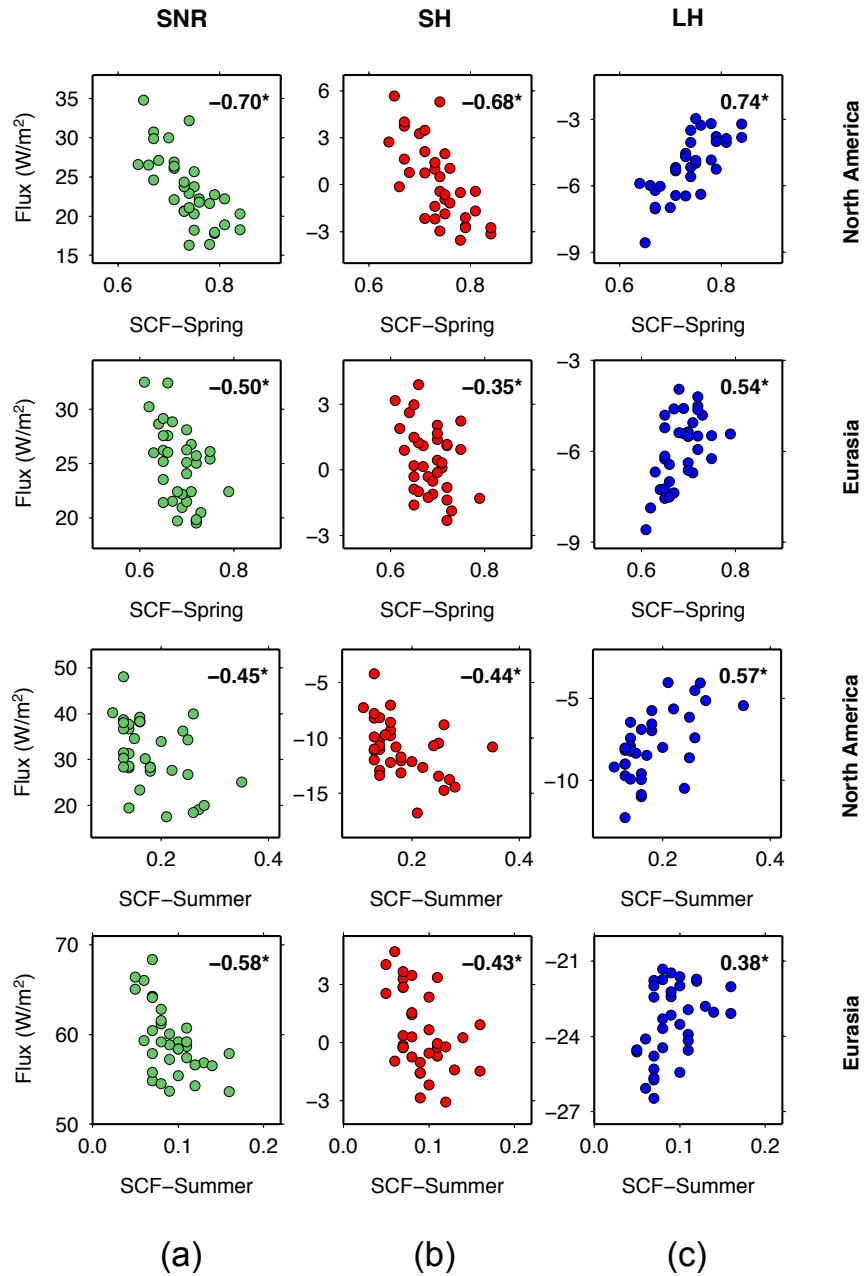 SNR SH LH
−0.70* −0.68* 0.74*
35 30 25 20 15
6 3 0 −3
−3 −6 −9
Flux (W/m²)
North America
0.6 0.8 0.6 0.8 0.6 0.8
SCF−Spring SCF−Spring SCF−Spring
−0.50* −0.35* 0.54*
30 20
3 0 −3
−3 −6 −9
Flux (W/m²)
Eurasia
0.6 0.8 0.6 0.8 0.6 0.8
SCF−Spring SCF−Spring SCF−Spring
−0.45* −0.44* 0.57*
50 40 30 20
−5 −10 −15
−5 −10
Flux (W/m²)
North America
0.2 0.4 0.2 0.4 0.2 0.4
SCF−Summer SCF−Summer SCF−Summer
−0.58* −0.43* 0.38*
70 60 50
3 0 −3
−21 −24 −27
Flux (W/m²)
Eurasia
0.0 0.1 0.2 0.0 0.1 0.2 0.0 0.1 0.2
SCF−Summer SCF−Summer SCF−Summer
(a) (b) (c)